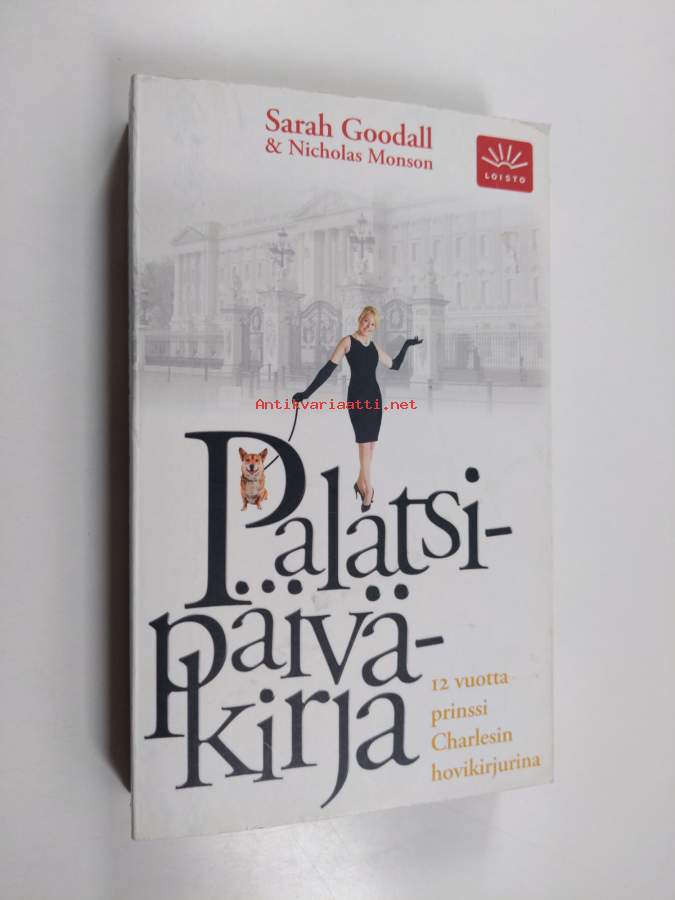 Sarah Goodall
& Nicholas Monson
LOISTO
Antikvariaatti.net
Palatsi-
päivä-
kirja
12 vuotta
prinssi
Charlesin
hovikirjurina